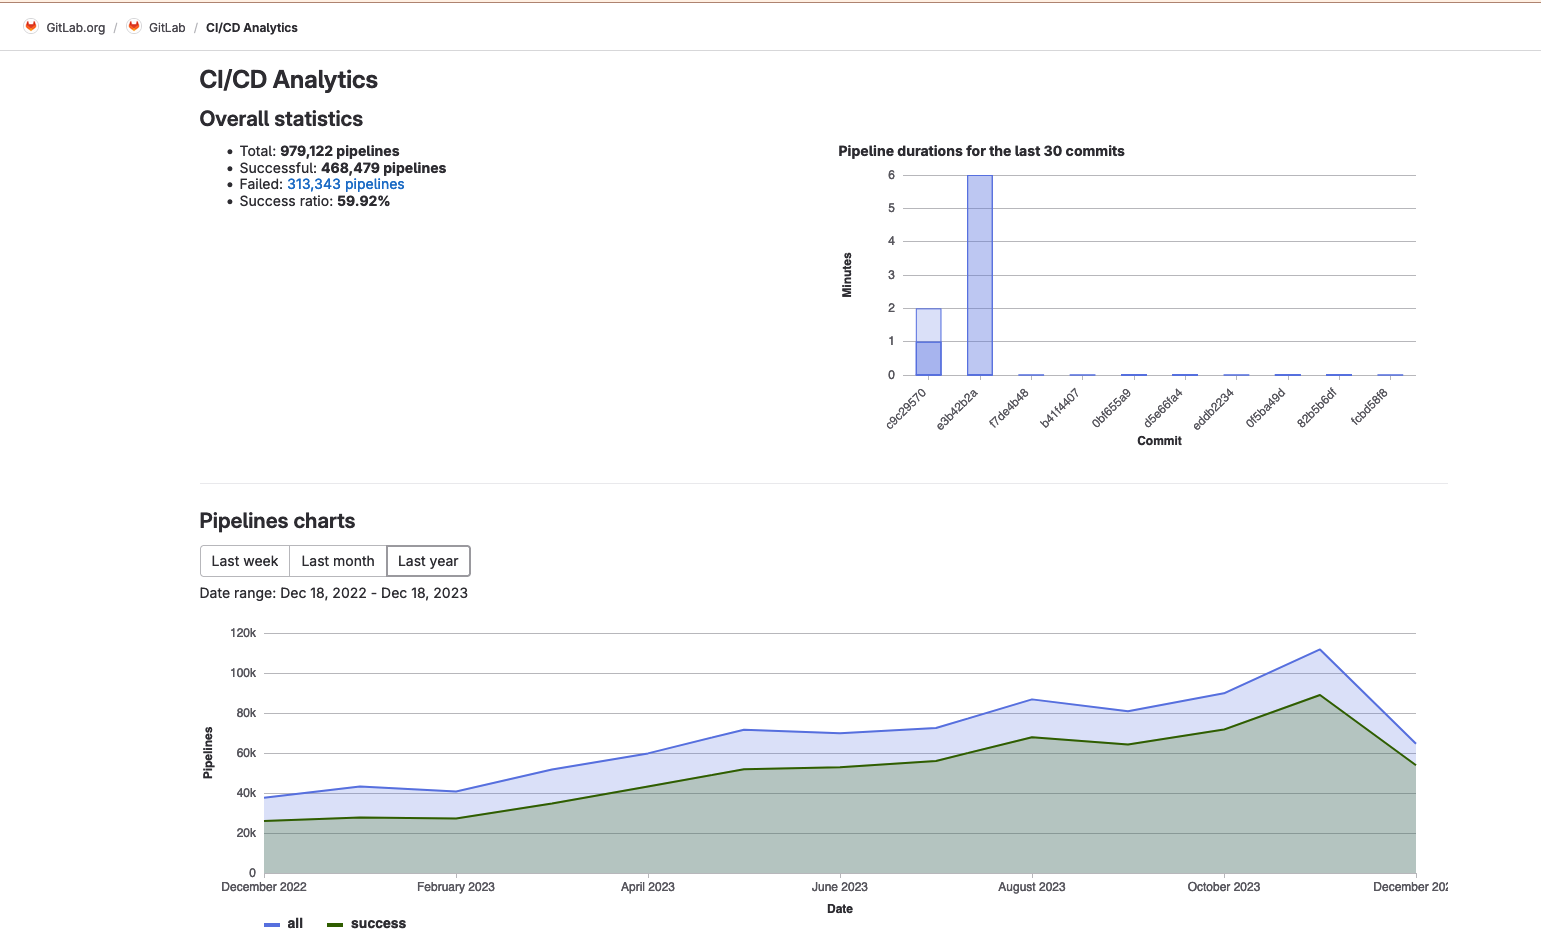 GitLab.org / GitLab / CI/CD Analytics
CI/CD Analytics
Overall statistics
Total: 979,122 pipelines
Successful: 468,479 pipelines
Failed: 313,343 pipelines
Success ratio: 59.92%
Pipeline durations for the last 30 commits
6
5
4
3
2
1
0
Minutes
c9c29570 e3b42b2a f7de4b48 b41f4407 0bf655a9 d5e66fa4 eddb2234 0f5ba49d 82b5b6df fcbd58f8
Commit
Pipelines charts
Last week Last month Last year
Date range: Dec 18, 2022 - Dec 18, 2023
120k
100k
80k
60k
40k
20k
0
Pipelines
December 2022 February 2023 April 2023 June 2023 August 2023 October 2023 December 202
Date
all success